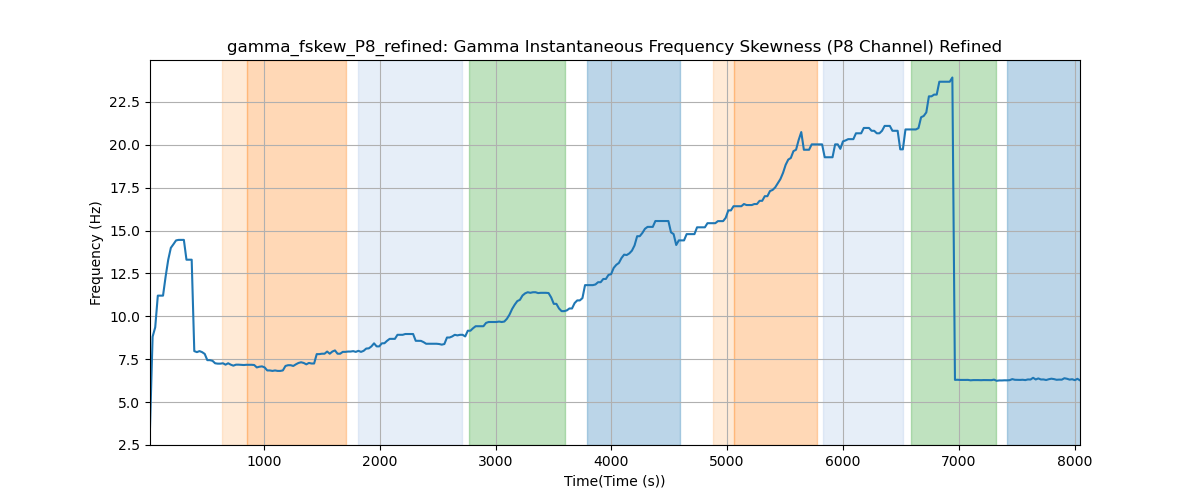 gamma_fskew_P8_refined: Gamma Instantaneous Frequency Skewness (P8 Channel) Refined
Frequency (Hz)
22.5
20.0
17.5
15.0
12.5
10.0
7.5
5.0
2.5
1000 2000 3000 4000 5000 6000 7000 8000
Time(Time (s))